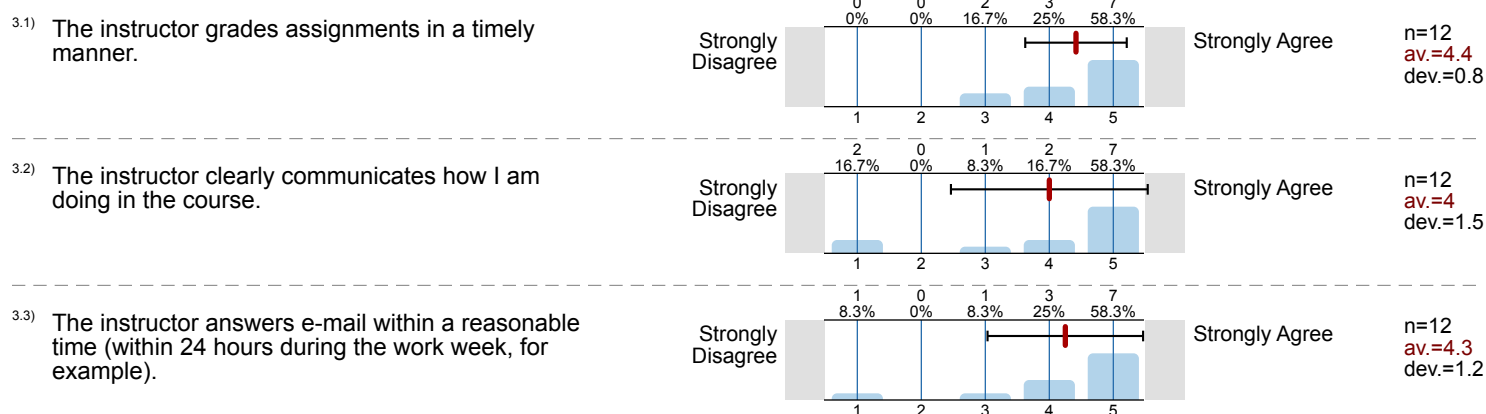 0 0 2 3 7
0% 0% 16.7% 25% 58.3%
3.1) The instructor grades assignments in a timely
manner.
Strongly
Disagree
Strongly Agree
n=12
av.=4.4
dev.=0.8
1 2 3 4 5
2 0 1 2 7
16.7% 0% 8.3% 16.7% 58.3%
3.2) The instructor clearly communicates how I am
doing in the course.
Strongly
Disagree
Strongly Agree
n=12
av.=4
dev.=1.5
1 2 3 4 5
1 0 1 3 7
8.3% 0% 8.3% 25% 58.3%
3.3) The instructor answers e-mail within a reasonable
time (within 24 hours during the work week, for
example).
Strongly
Disagree
Strongly Agree
n=12
av.=4.3
dev.=1.2
1 2 3 4 5